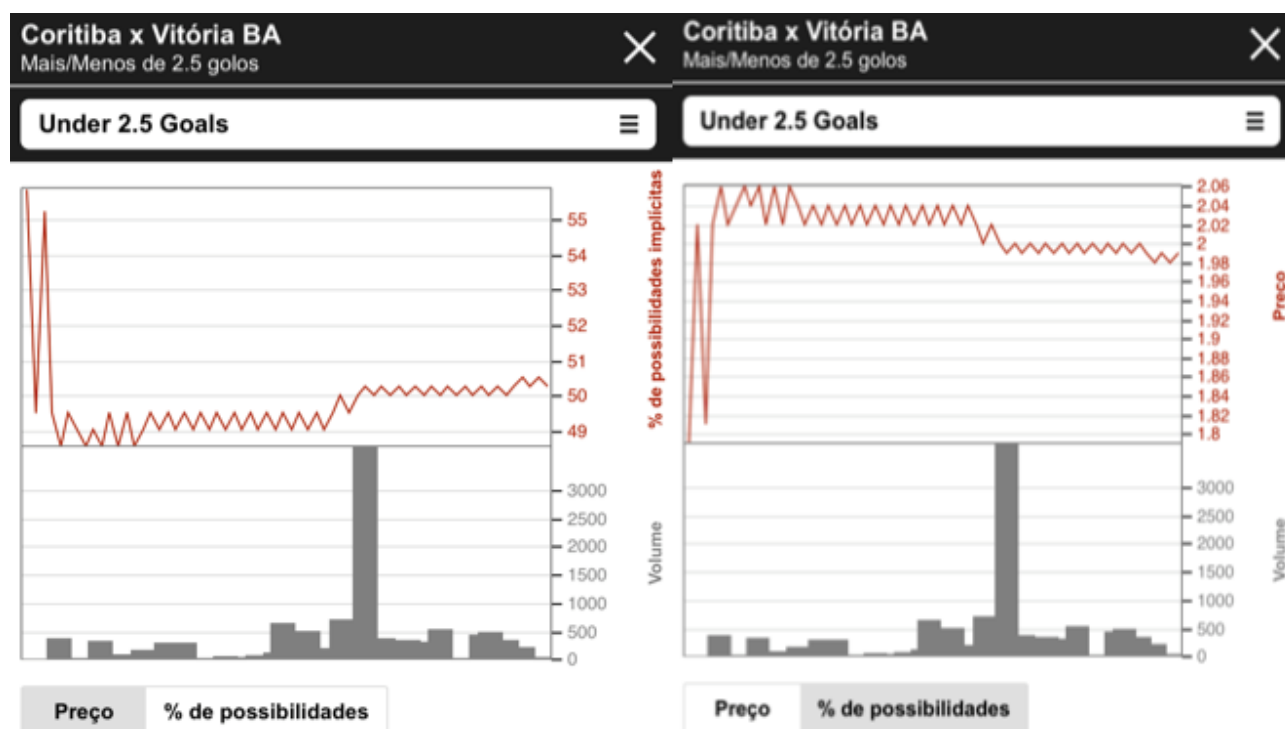 Coritiba x Vitória BA
Mais/Menos de 2.5 golos
Under 2.5 Goals
55
54
53
52
51
50
49
% de possibilidades implícitas
3000
2500
2000
1500
1000
500
0
Volume
Preço
% de possibilidades
Coritiba x Vitória BA
Mais/Menos de 2.5 golos
Under 2.5 Goals
2.06
2.04
2.02
2
1.98
1.96
1.94
1.92
1.9
1.88
1.86
1.84
1.82
1.8
Preço
3000
2500
2000
1500
1000
500
0
Volume
Preço
% de possibilidades